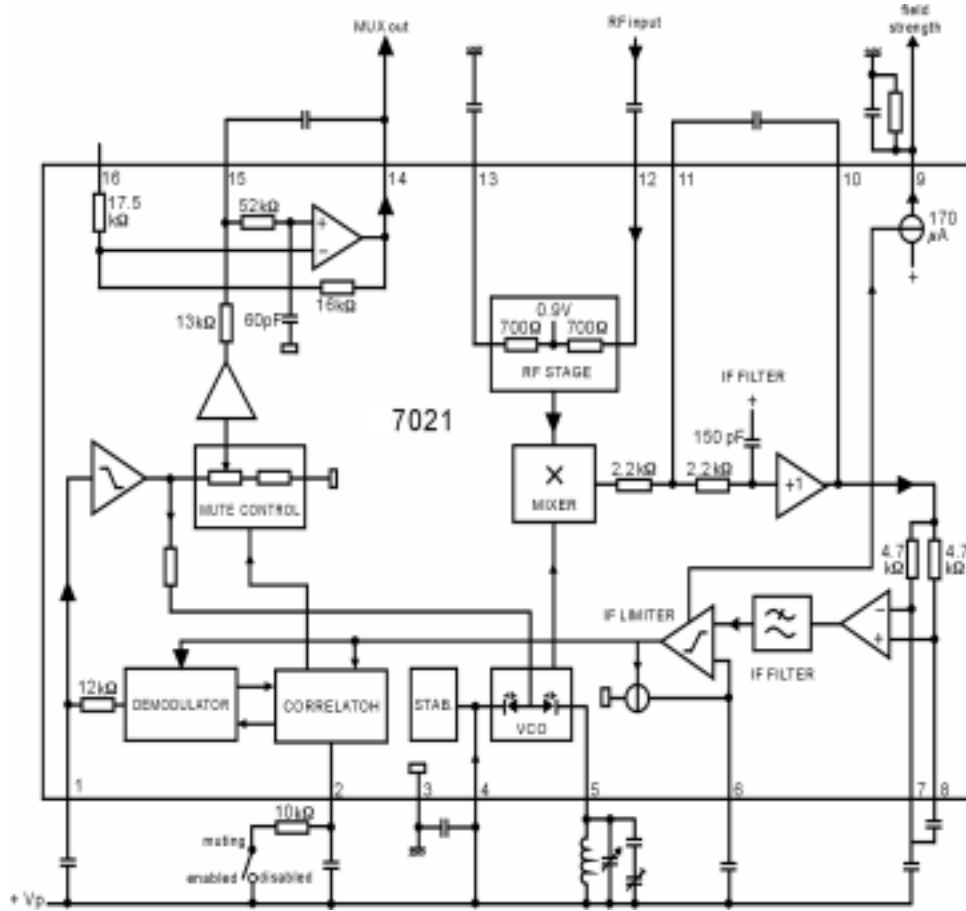 field
strength
MUX out
RF input
16
15
14
13
12
11
10
9
17.5
kΩ
52kΩ
+
−
170
µA
+
16kΩ
13kΩ
60pF
0.9V
700Ω
700Ω
RF STAGE
IF FILTER
+
7021
150 pF
2.2kΩ
2.2kΩ
X
MIXER
+1
MUTE CONTROL
4.7
kΩ
4.7
kΩ
IF LIMITER
−
+
IF FILTER
12kΩ
DEMODULATOR
CORRELATOH
STAB.
VCO
1
2
3
4
5
6
7
8
10kΩ
muting
enabled
disabled
+ Vp